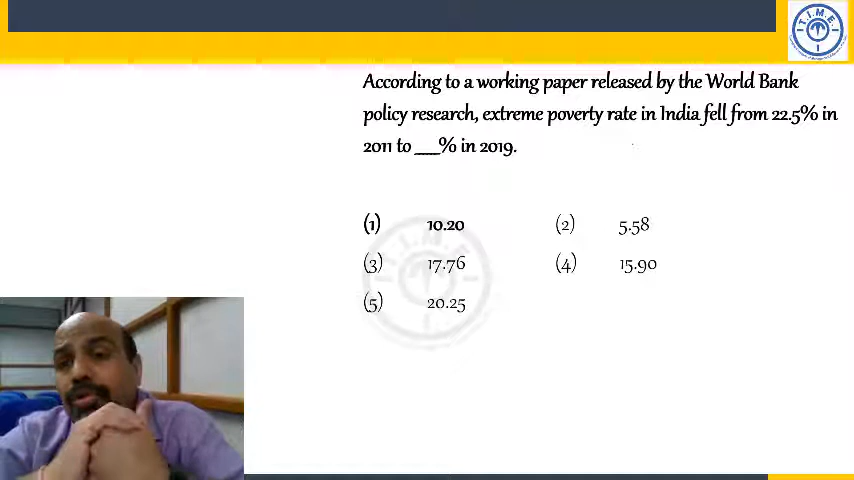 T.I.M.E.
According to a working paper released by the World Bank
policy research, extreme poverty rate in India fell from 22.5% in
2011 to ___% in 2019.
(1) 10.20 (2) 5.58
(3) 17.76 (4) 15.90
(5) 20.25